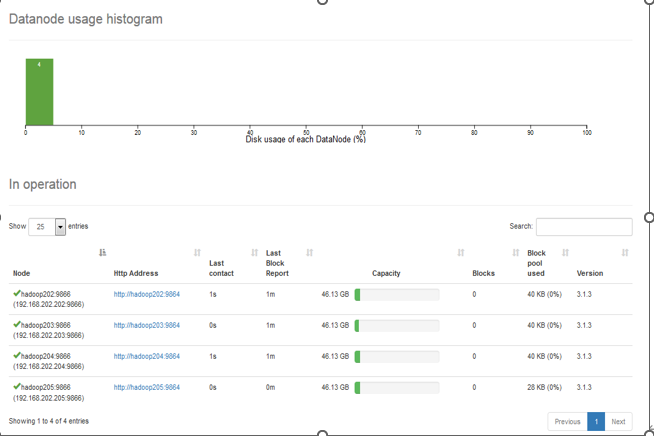 Datanode usage histogram
4
0 10 20 30 40 50 60 70 80 90 100
Disk usage of each DataNode (%)
In operation
Show 25 entries
Search:
Node Http Address Last contact Last Block Report Capacity Blocks Block pool used Version
hadoop202:9866 http://hadoop202:9864 1s 1m 46.13 GB 0 40 KB (0%) 3.1.3
(192.168.202.202:9866)
hadoop203:9866 http://hadoop203:9864 0s 1m 46.13 GB 0 40 KB (0%) 3.1.3
(192.168.202.203:9866)
hadoop204:9866 http://hadoop204:9864 1s 1m 46.13 GB 0 40 KB (0%) 3.1.3
(192.168.202.204:9866)
hadoop205:9866 http://hadoop205:9864 0s 0m 46.13 GB 0 28 KB (0%) 3.1.3
(192.168.202.205:9866)
Showing 1 to 4 of 4 entries
Previous 1 Next